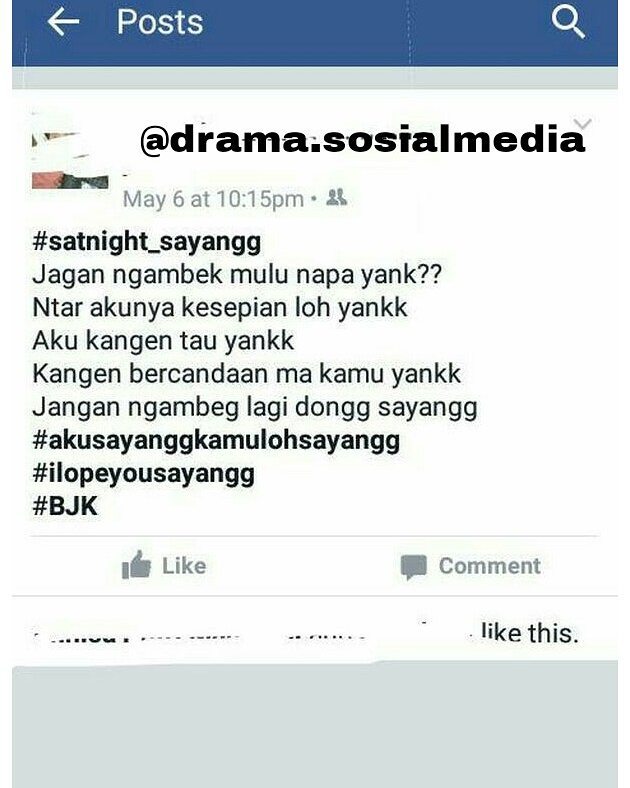 Posts
@drama.sosialmedia
May 6 at 10:15pm •
#satnight_sayangg
Jagan ngambek mulu napa yank??
Ntar akunya kesepian loh yankk
Aku kangen tau yankk
Kangen bercandaan ma kamu yankk
Jangan ngambeg lagi dongg sayangg
#akusayanggkamulohsayangg
#ilopeyousayangg
#BJK
Like Comment
like this.